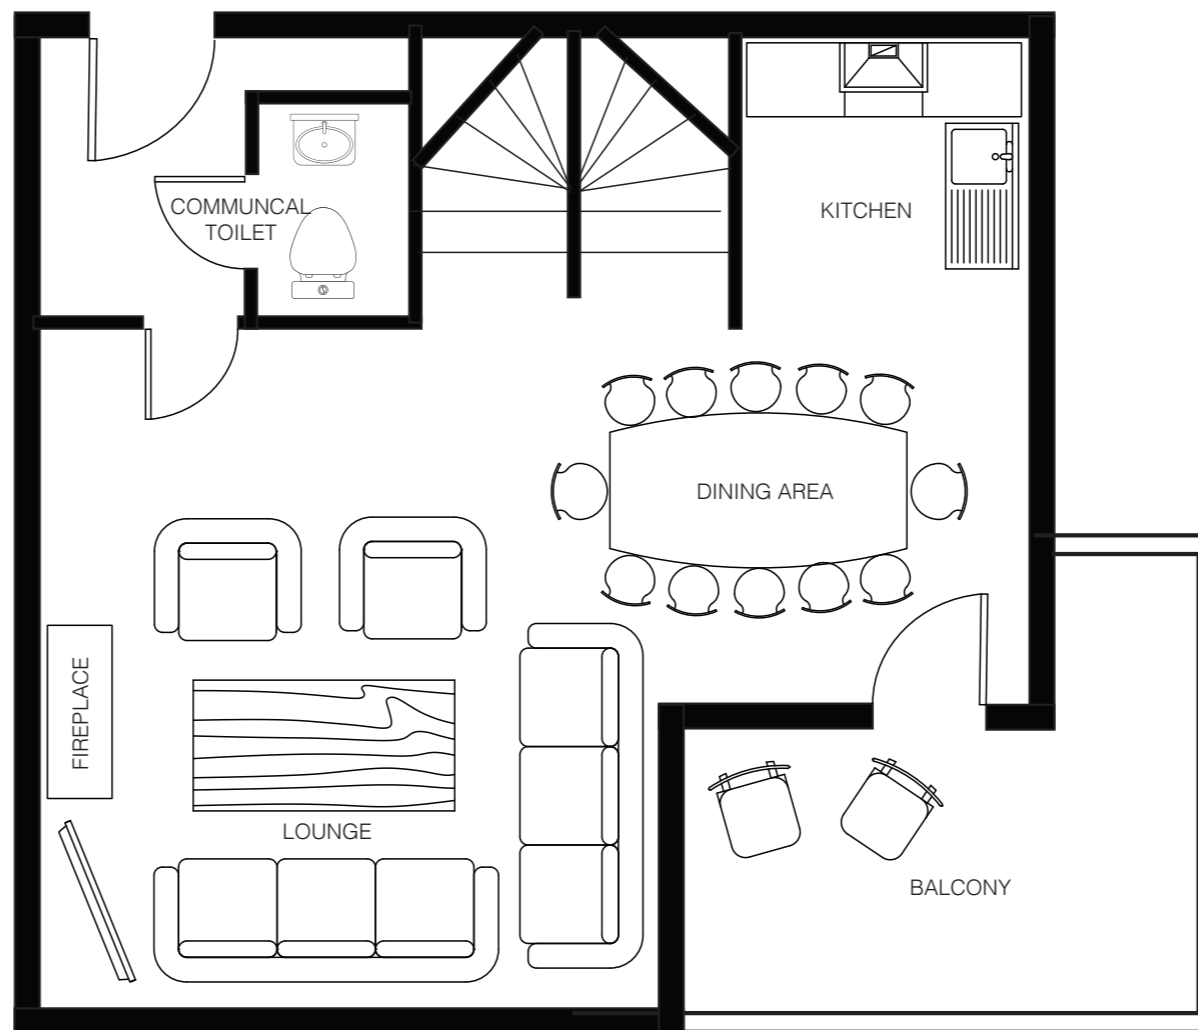 COMMUNCAL
TOILET
KITCHEN
DINING AREA
FIREPLACE
LOUNGE
BALCONY